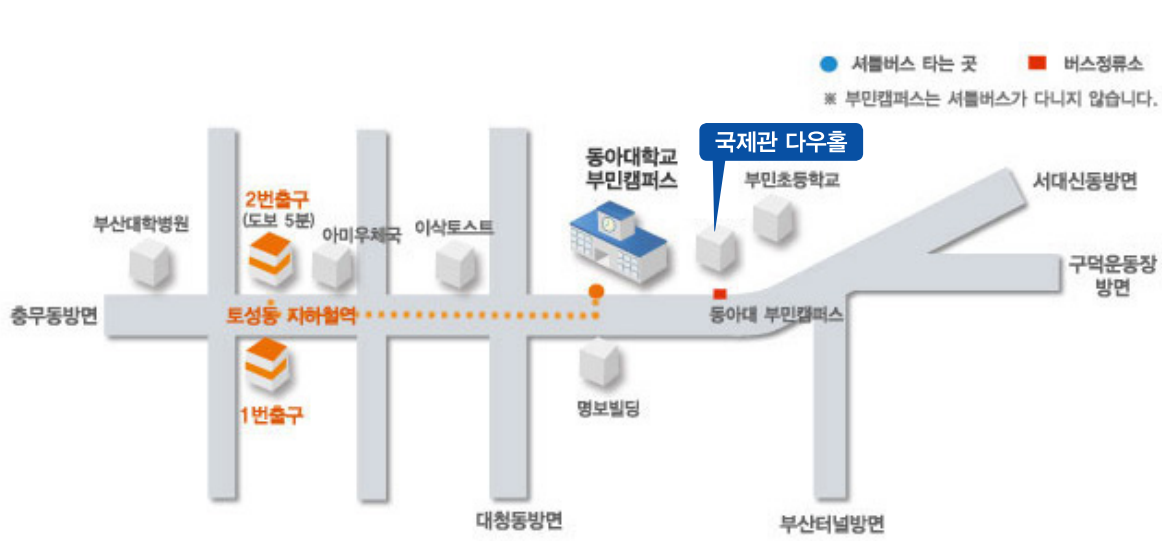 셔틀버스 타는 곳
버스정류소
※ 부민캠퍼스는 셔틀버스가 다니지 않습니다.
국제관 다우홀
동아대학교
부민캠퍼스
부민초등학교
서대신동방면
2번출구
(도보 5분)
부산대학병원
아미우체국
이삭토스트
구덕운동장
방면
충무동방면
토성동 지하철역
동아대 부민캠퍼스
1번출구
명보빌딩
대청동방면
부산터널방면